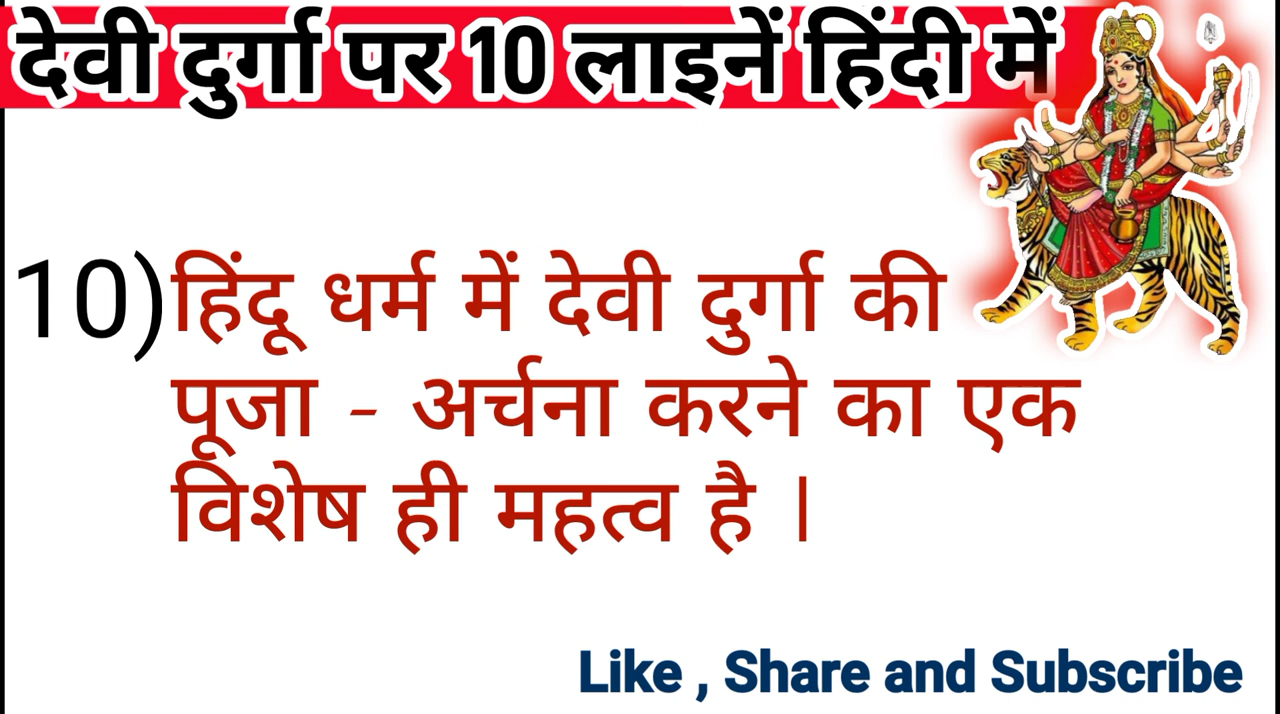 देवी दुर्गा पर 10 लाइनें हिंदी में
10)हिंदू धर्म में देवी दुर्गा की
पूजा - अर्चना करने का एक
विशेष ही महत्व है ।
Like , Share and Subscribe